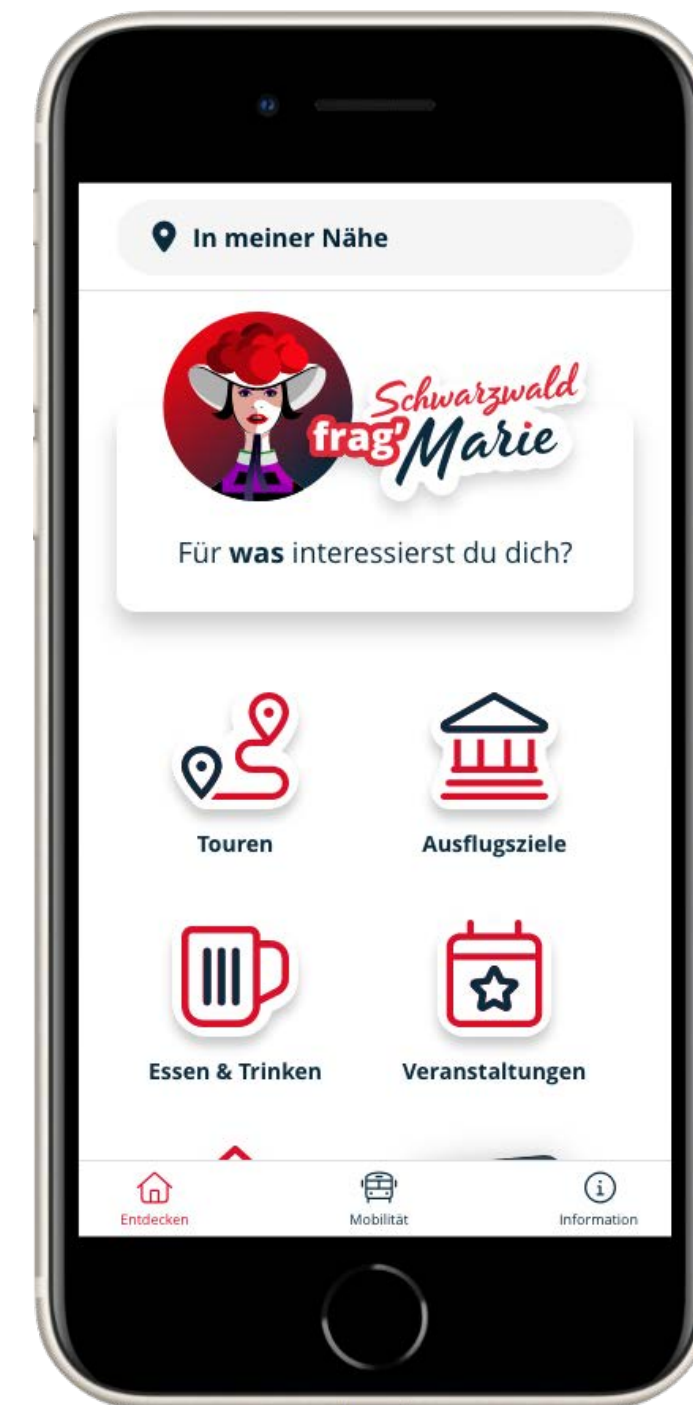 In meiner Nähe
Schwarzwald
frag' Marie
Für was interessierst du dich?
Touren
Ausflugsziele
Essen & Trinken
Veranstaltungen
Entdecken
Mobilität
Information